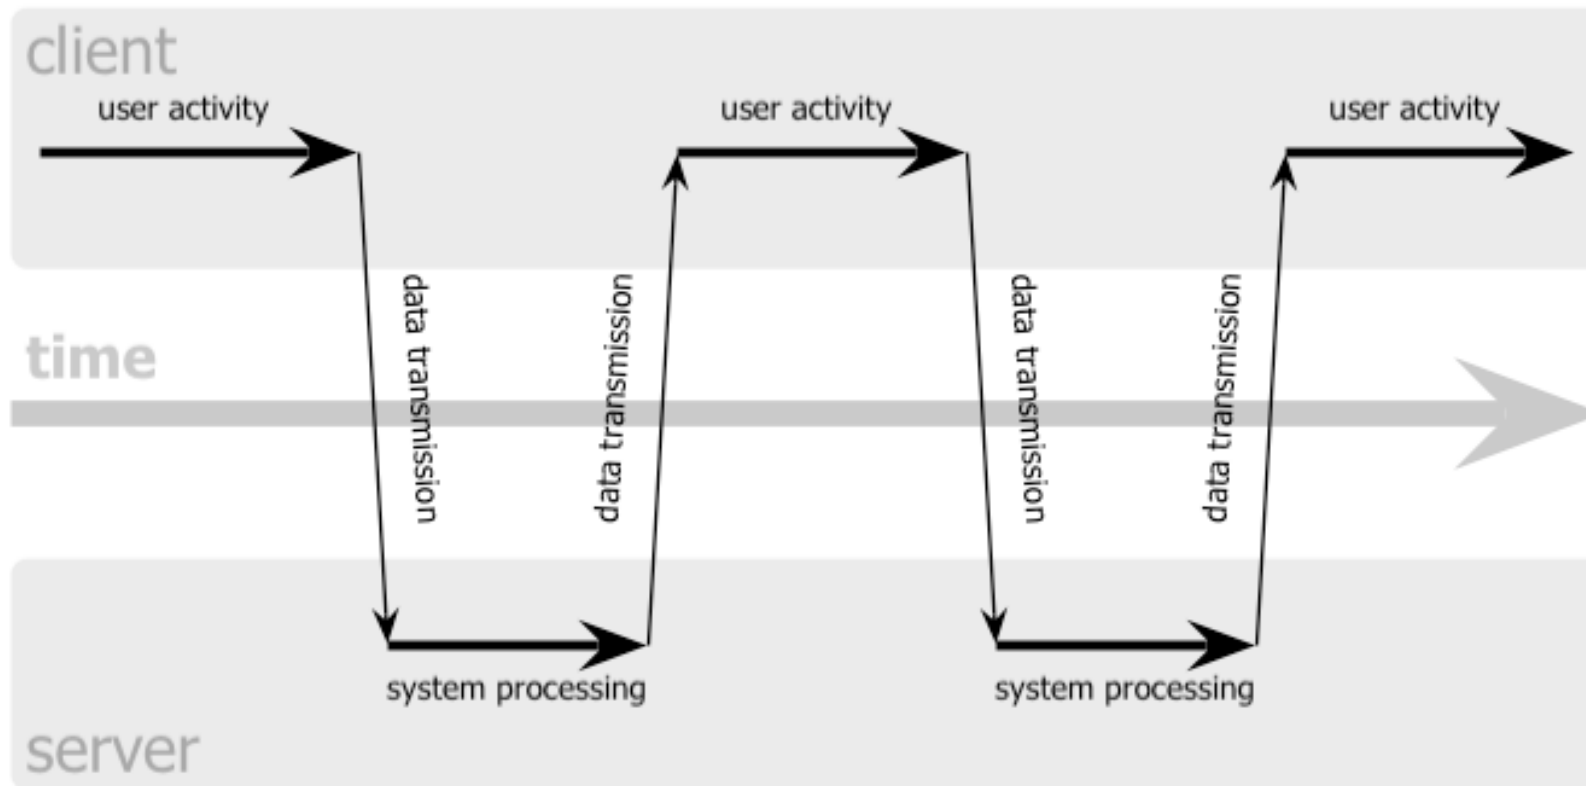 client
user activity
user activity
user activity
data transmission
data transmission
data transmission
data transmission
time
system processing
system processing
server